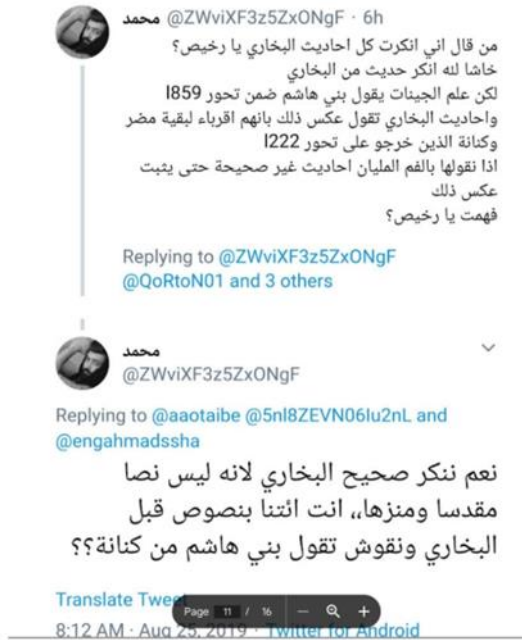 محمد @ZWviXF3z5ZxONgF · 6h
من قال اني انكرت كل احاديث البخاري يا رخيص؟
خاشا لله انكر حديث من البخاري
لكن علم الجينات يقول بني هاشم ضمن تحور l859
واحاديث البخاري تقول عكس ذلك بانهم اقرباء لبقية مضر
وكنانة الذين خرجو على تحور l222
اذا نقولها بالفم المليان احاديث غير صحيحة حتى يثبت
عكس ذلك
فهمت يا رخيص؟
Replying to @ZWviXF3z5ZxONgF
@QoRtoN01 and 3 others
محمد
@ZWviXF3z5ZxONgF
Replying to @aaotaibe @5nl8ZEVN06lu2nL and
@engahmadssha
نعم ننكر صحيح البخاري لانه ليس نصا
مقدسا ومنزها،، انت ائتنا بنصوص قبل
البخاري ونقوش تقول بني هاشم من كنانة؟؟
Translate Tweet
Page 11 / 16
8:12 AM · Aug 25, 2019 · Twitter for Android